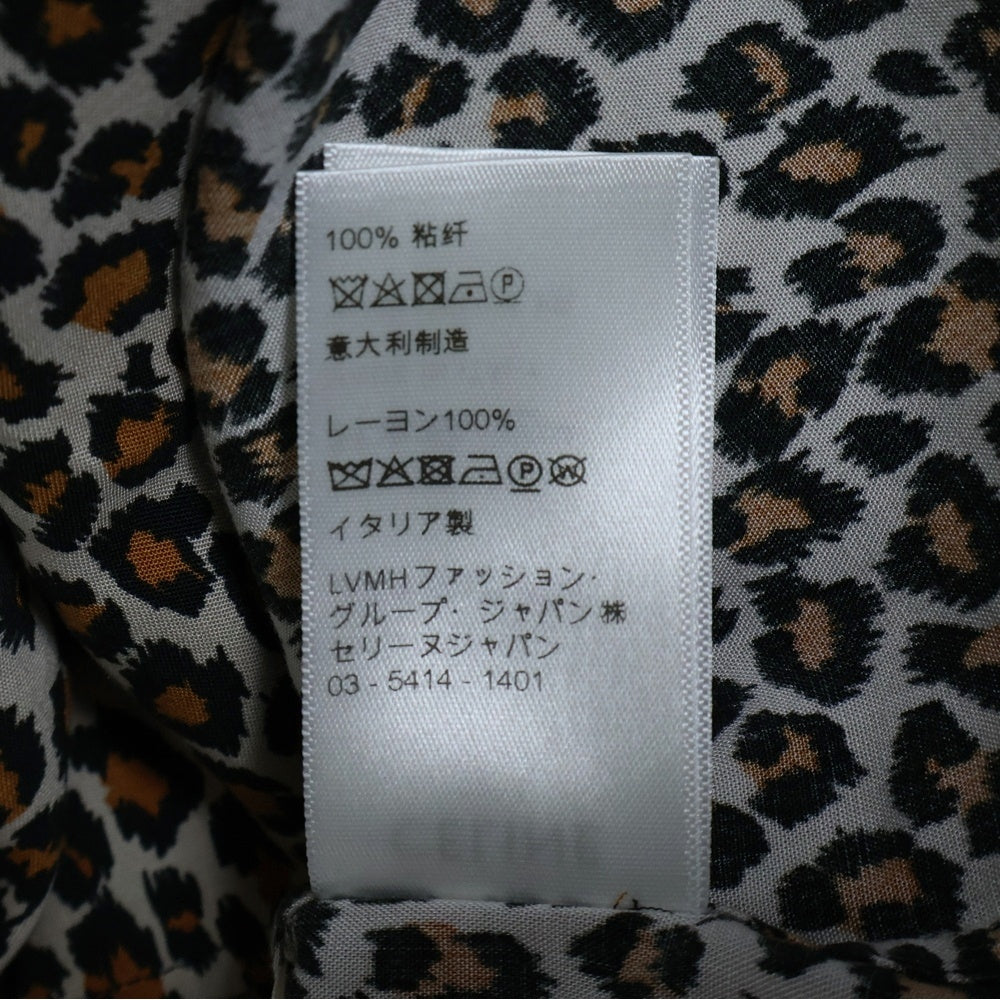 100% 粘纤
意大利制造
レーヨン100%
イタリア製
LVMHファッション・
グループ・ジャパン株
セリーヌジャパン
03 - 5414 - 1401